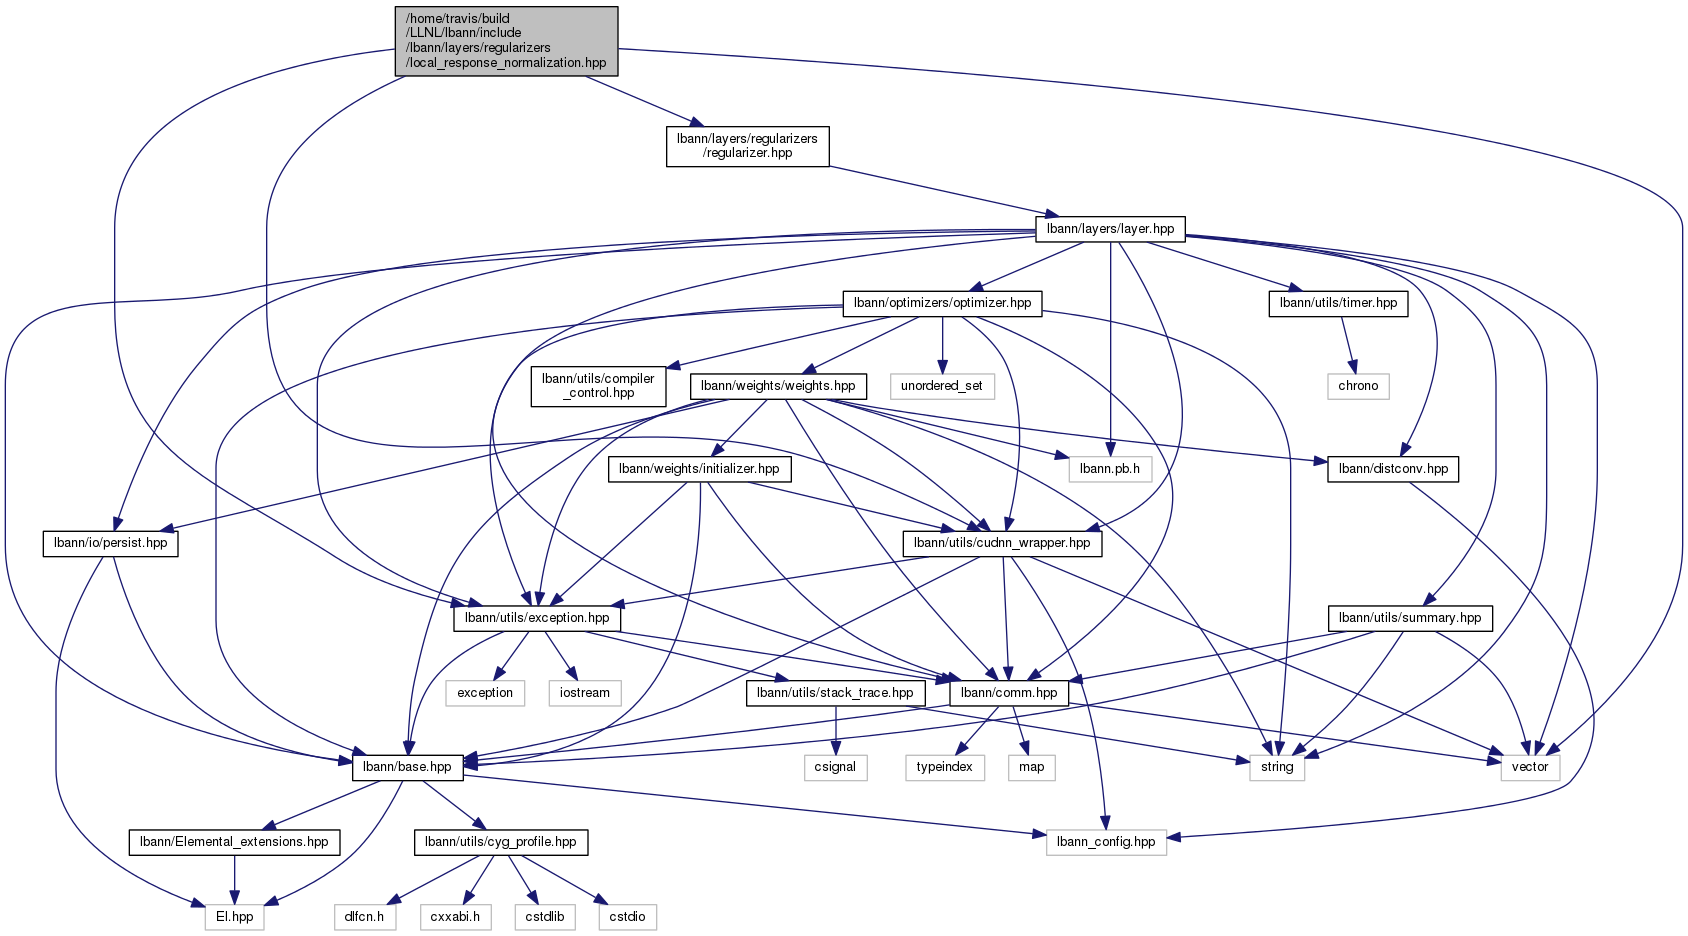 /home/travis/build
/LLNL/lbann/include
/lbann/layers/regularizers
/local_response_normalization.hpp
lbann/layers/regularizers
/regularizer.hpp
lbann/layers/layer.hpp
lbann/optimizers/optimizer.hpp
lbann/utils/timer.hpp
lbann/utils/compiler
_control.hpp
lbann/weights/weights.hpp
unordered_set
chrono
lbann/weights/initializer.hpp
lbann.pb.h
lbann/distconv.hpp
lbann/io/persist.hpp
lbann/utils/cudnn_wrapper.hpp
lbann/utils/exception.hpp
lbann/utils/summary.hpp
exception
iostream
lbann/utils/stack_trace.hpp
lbann/comm.hpp
lbann/base.hpp
csignal
typeindex
map
string
vector
lbann/Elemental_extensions.hpp
lbann/utils/cyg_profile.hpp
lbann_config.hpp
El.hpp
dlfcn.h
cxxabi.h
cstdlib
cstdio